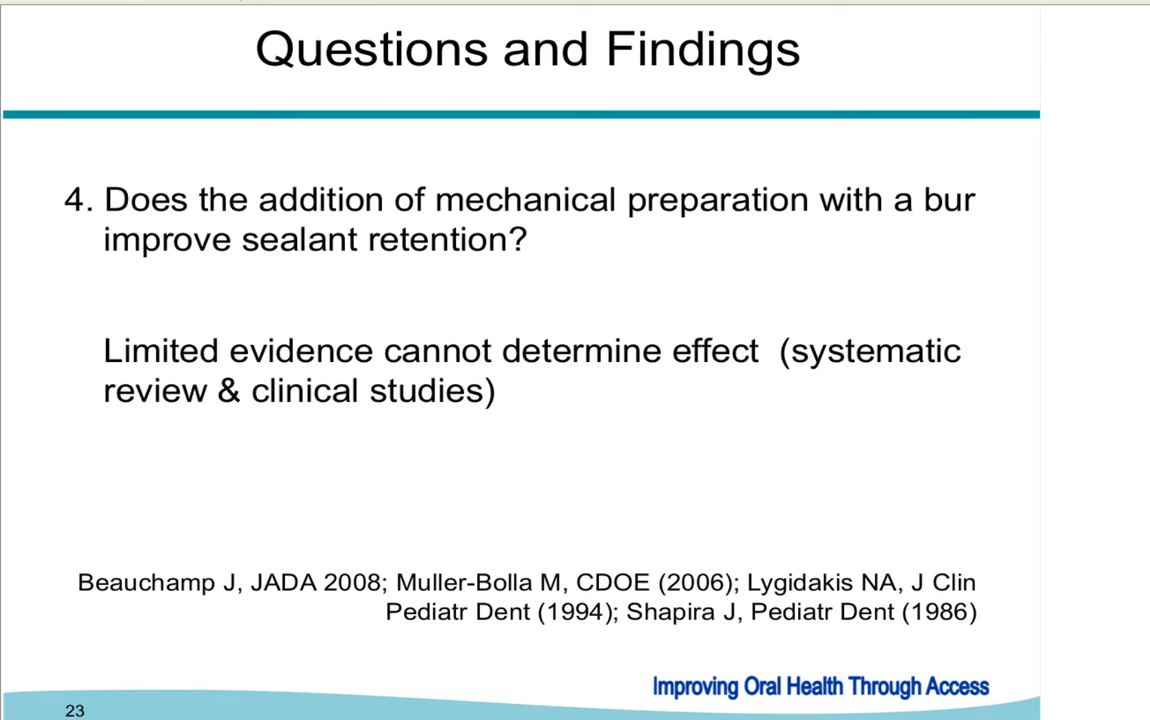 Questions and Findings
4. Does the addition of mechanical preparation with a bur
improve sealant retention?
Limited evidence cannot determine effect (systematic
review & clinical studies)
Beauchamp J, JADA 2008; Muller-Bolla M, CDOE (2006); Lygidakis NA, J Clin
Pediatr Dent (1994); Shapira J, Pediatr Dent (1986)
Improving Oral Health Through Access
23